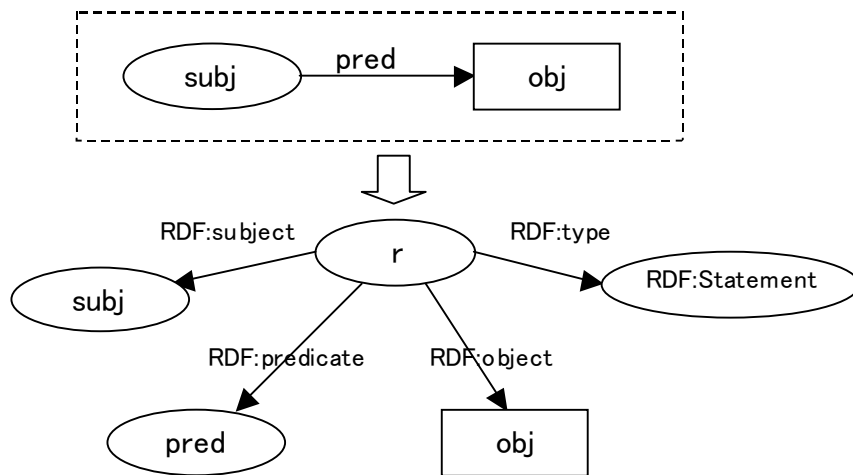 subj
pred
obj
RDF:subject
r
RDF:type
subj
RDF:Statement
RDF:predicate
RDF:object
pred
obj